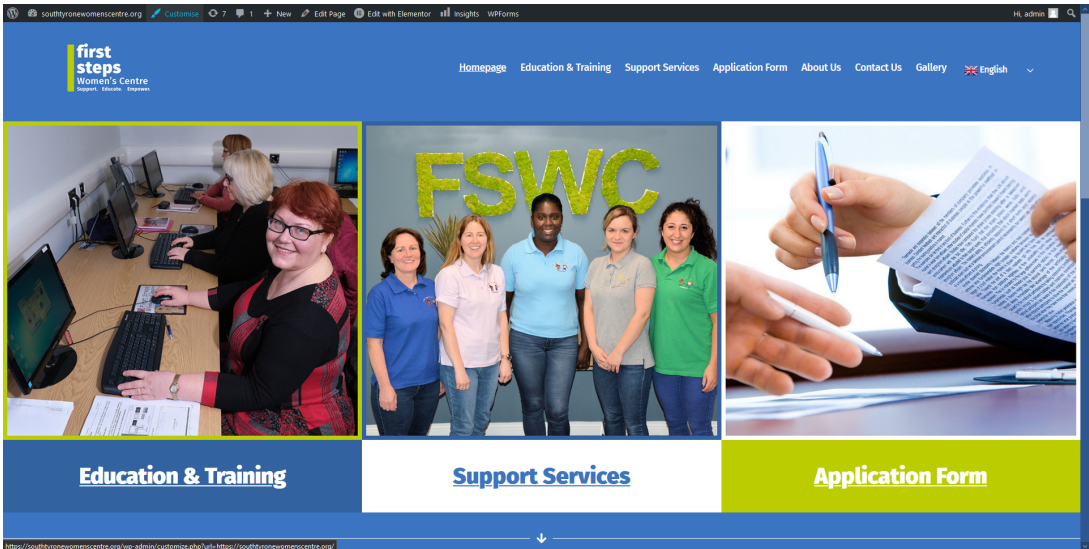 southtyronewomenscentre.org Customise 7 1 + New Edit Page Edit with Elementor Insights WPForms Hi, admin
first
steps
Women's Centre
Support. Educate. Empower.
Homepage Education & Training Support Services Application Form About Us Contact Us Gallery English
FSWC
Education & Training
Support Services
Application Form
https://southtyronewomenscentre.org/wp-admin/customize.php?url=https://southtyronewomenscentre.org/